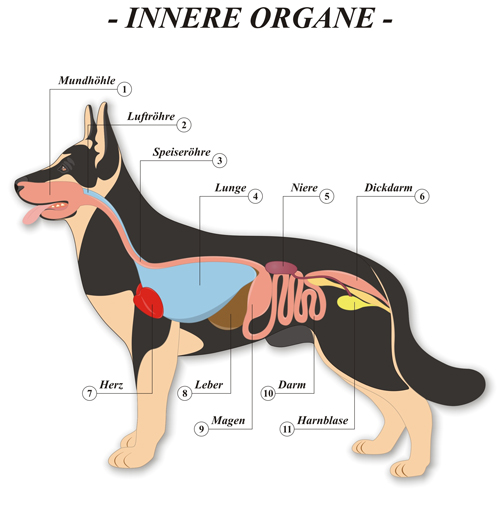 - INNERE ORGANE -
Mundhöhle 1
Luftröhre 2
Speiseröhre 3
Lunge 4
Niere 5
Dickdarm 6
7 Herz
8 Leber
10 Darm
9 Magen
11 Harnblase